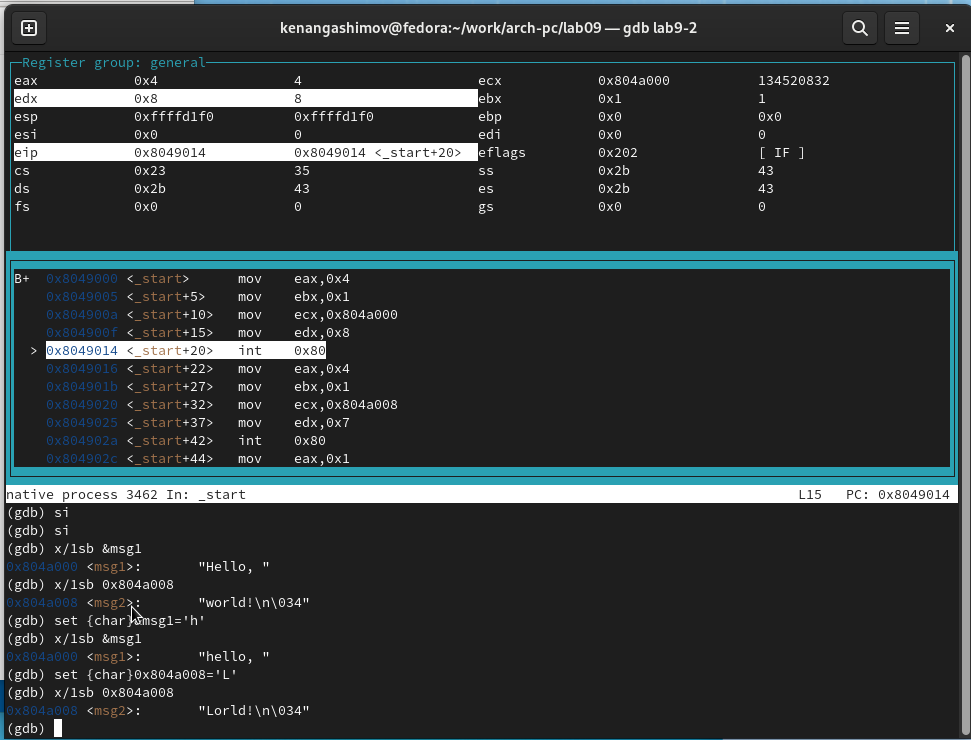 kenangashimov@fedora:~/work/arch-pc/lab09 — gdb lab9-2
Register group: general
eax 0x4 4 ecx 0x804a000 134520832
edx 0x8 8 ebx 0x1 1
esp 0xffffd1f0 0xffffd1f0 ebp 0x0 0x0
esi 0x0 0 edi 0x0 0
eip 0x8049014 0x8049014 <_start+20> eflags 0x202 [ IF ]
cs 0x23 35 ss 0x2b 43
ds 0x2b 43 es 0x2b 43
fs 0x0 0 gs 0x0 0
B+ 0x8049000 <_start> mov eax,0x4
0x8049005 <_start+5> mov ebx,0x1
0x804900a <_start+10> mov ecx,0x804a000
0x804900f <_start+15> mov edx,0x8
> 0x8049014 <_start+20> int 0x80
0x8049016 <_start+22> mov eax,0x4
0x804901b <_start+27> mov ebx,0x1
0x8049020 <_start+32> mov ecx,0x804a008
0x8049025 <_start+37> mov edx,0x7
0x804902a <_start+42> int 0x80
0x804902c <_start+44> mov eax,0x1
native process 3462 In: _start L15 PC: 0x8049014
(gdb) si
(gdb) si
(gdb) x/1sb &msg1
0x804a000 <msg1>: "Hello, "
(gdb) x/1sb 0x804a008
0x804a008 <msg2>: "world!\n\034"
(gdb) set {char}&msg1='h'
(gdb) x/1sb &msg1
0x804a000 <msg1>: "hello, "
(gdb) set {char}0x804a008='L'
(gdb) x/1sb 0x804a008
0x804a008 <msg2>: "Lorld!\n\034"
(gdb)